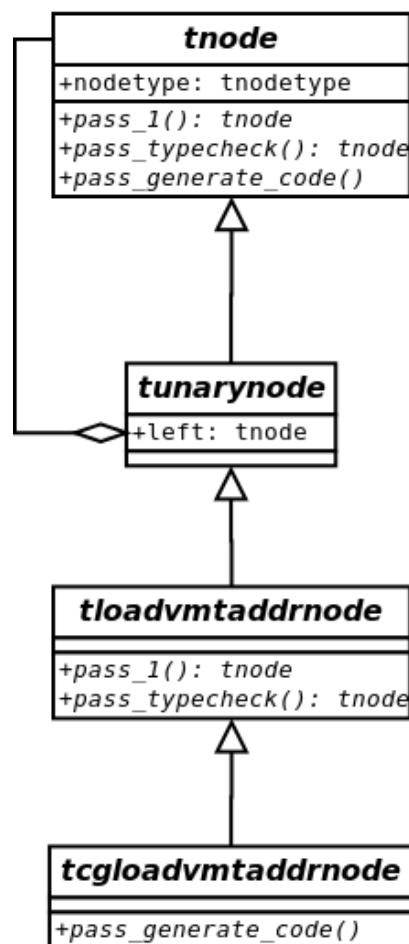 tnode
+nodetype: tnodetype
+pass_1(): tnode
+pass_typecheck(): tnode
+pass_generate_code()
tunarynode
+left: tnode
tloadvmtaddrnode
+pass_1(): tnode
+pass_typecheck(): tnode
tcgloadvmtaddrnode
+pass_generate_code()